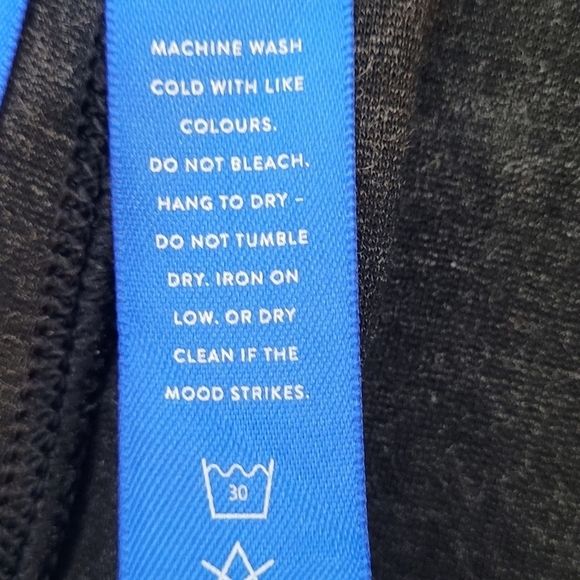 MACHINE WASH
COLD WITH LIKE
COLOURS.
DO NOT BLEACH.
HANG TO DRY –
DO NOT TUMBLE
DRY. IRON ON
LOW. OR DRY
CLEAN IF THE
MOOD STRIKES.
30